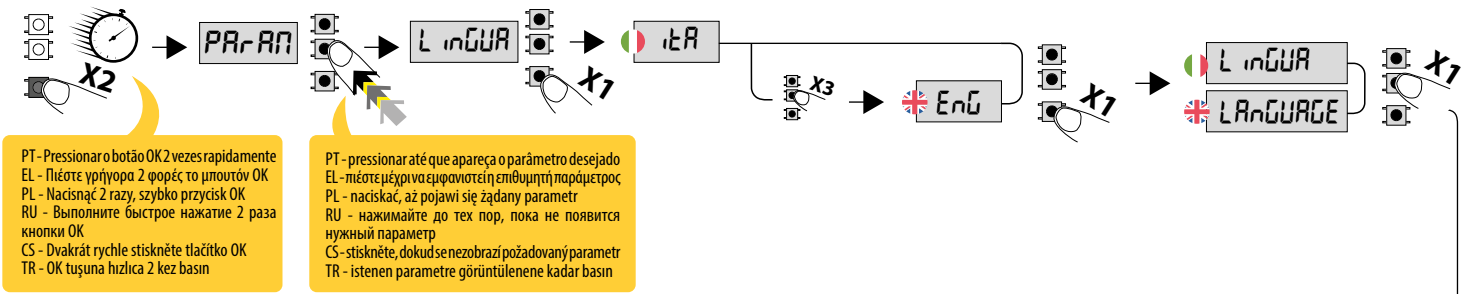 X2
PArAM
LinGUA
X1
itA
X3
EnG
X1
LinGUA
LAnGUAGE
X1
PT - Pressionar o botão OK 2 vezes rapidamente
EL - Πιέστε γρήγορα 2 φορές το μπουτόν OK
PL - Nacisnąć 2 razy, szybko przycisk OK
RU - Выполните быстрое нажатие 2 раза
кнопки OK
CS - Dvakrát rychle stiskněte tlačítko OK
TR - OK tuşuna hızlıca 2 kez basın
PT - pressionar até que apareça o parâmetro desejado
EL - πιέστε μέχρι να εμφανιστεί η επιθυμητή παράμετρος
PL - naciskać, aż pojawi się żądany parametr
RU - нажимайте до тех пор, пока не появится
нужный параметр
CS - stiskněte, dokud se nezobrazí požadovaný parametr
TR - istenen parametre görüntülenene kadar basın